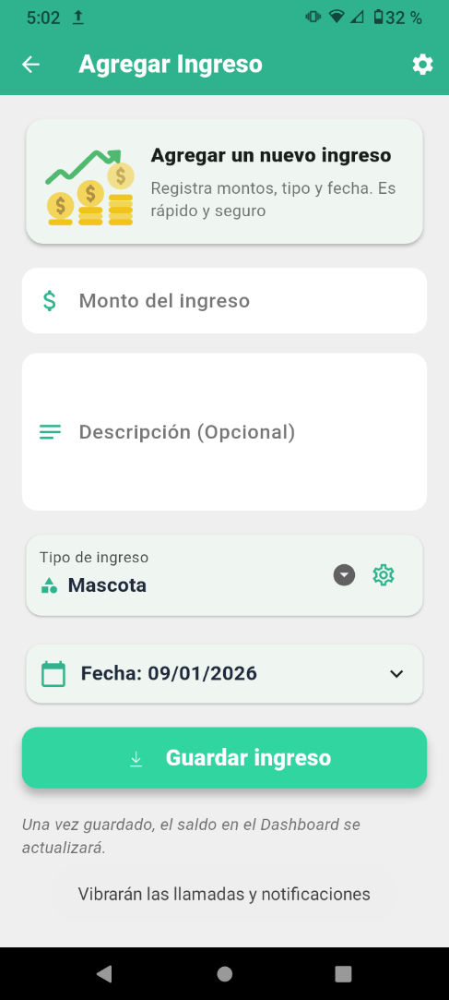 5:02
32 %
Agregar Ingreso
Agregar un nuevo ingreso
Registra montos, tipo y fecha. Es
rápido y seguro
Monto del ingreso
Descripción (Opcional)
Tipo de ingreso
Mascota
Fecha: 09/01/2026
Guardar ingreso
Una vez guardado, el saldo en el Dashboard se
actualizará.
Vibrarán las llamadas y notificaciones